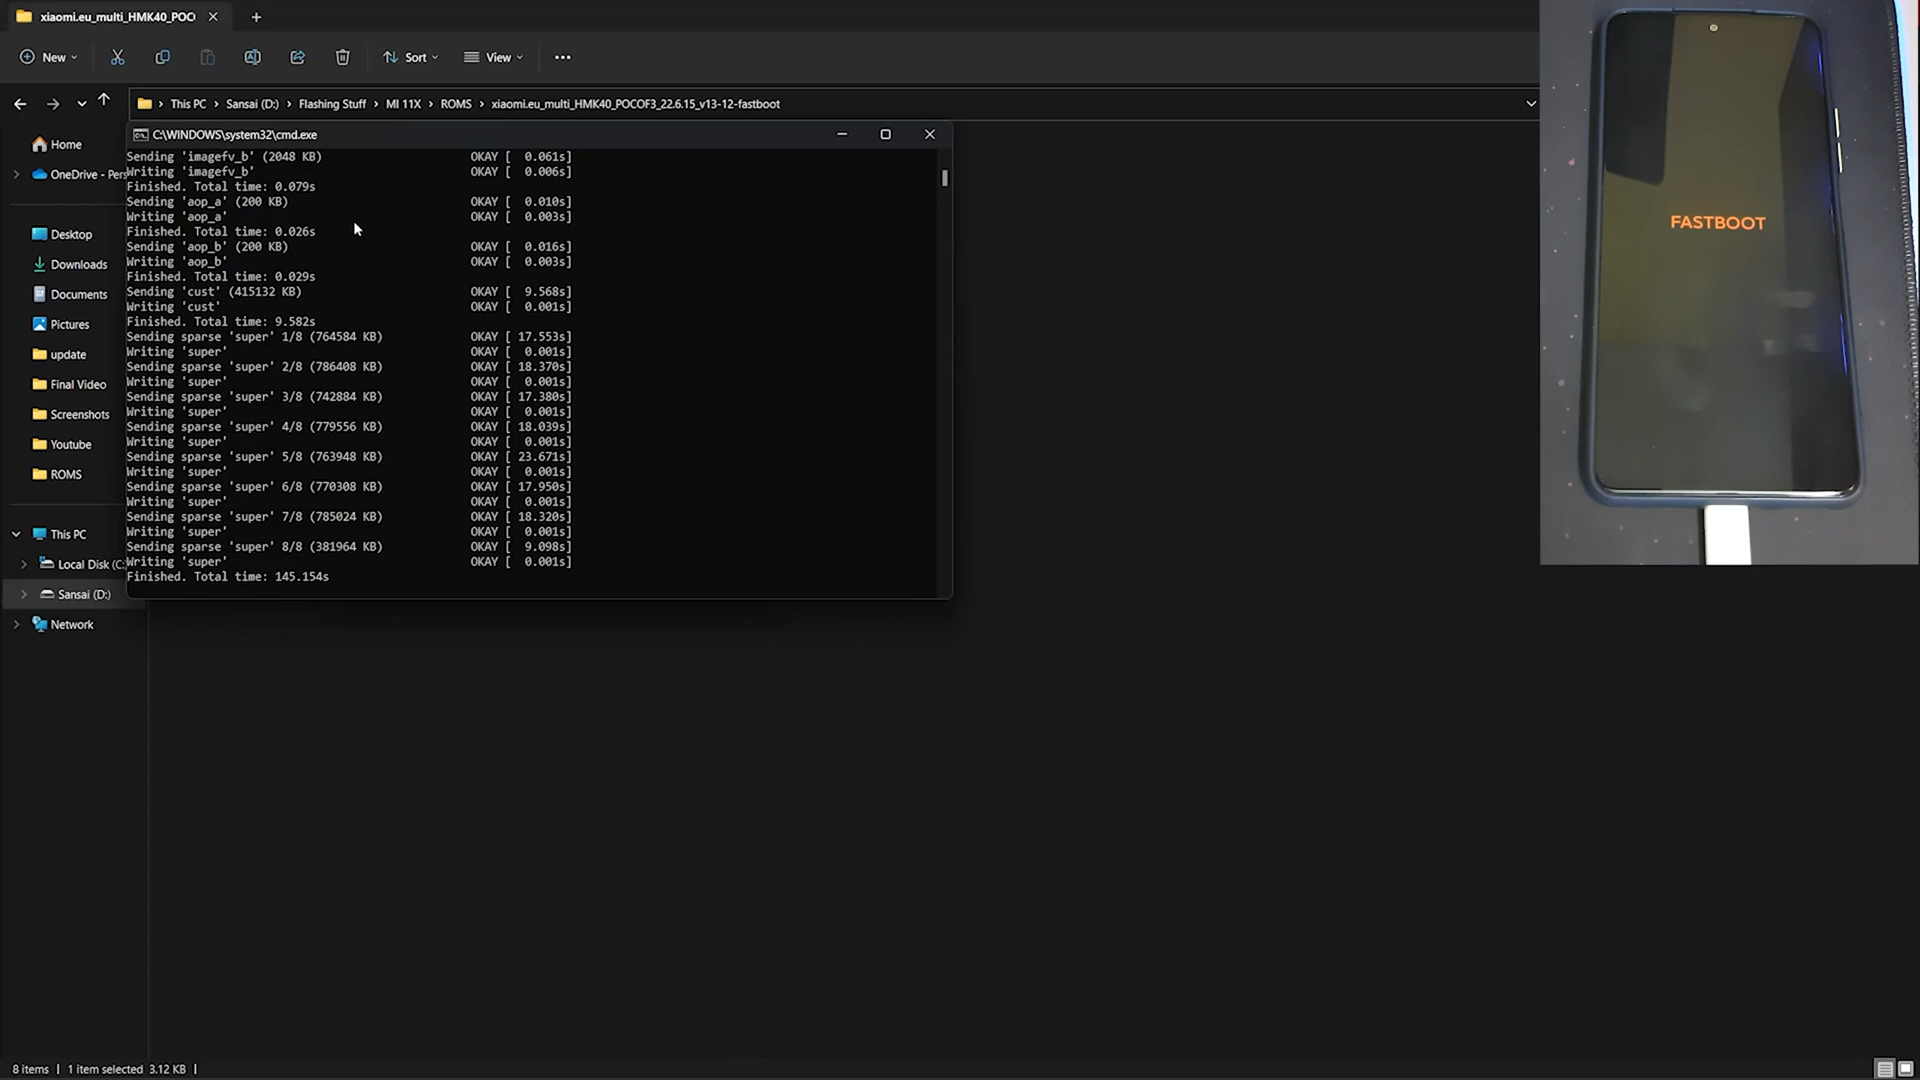 xiaomi.eu_multi_HMK40_POCO
New
Sort
View
This PC > Sansai (D:) > Flashing Stuff > MI 11X > ROMS > xiaomi.eu_multi_HMK40_POCOF3_22.6.15_v13-12-fastboot
Home
OneDrive - Pers
Desktop
Downloads
Documents
Pictures
update
Final Video
Screenshots
Youtube
ROMS
This PC
Local Disk (C:
Sansai (D:)
Network
C:\WINDOWS\system32\cmd.exe
Sending 'imagefv_b' (2048 KB) OKAY [ 0.061s]
Writing 'imagefv_b' OKAY [ 0.006s]
Finished. Total time: 0.079s
Sending 'aop_a' (200 KB) OKAY [ 0.010s]
Writing 'aop_a' OKAY [ 0.003s]
Finished. Total time: 0.026s
Sending 'aop_b' (200 KB) OKAY [ 0.016s]
Writing 'aop_b' OKAY [ 0.003s]
Finished. Total time: 0.029s
Sending 'cust' (415132 KB) OKAY [ 9.568s]
Writing 'cust' OKAY [ 0.001s]
Finished. Total time: 9.582s
Sending sparse 'super' 1/8 (764584 KB) OKAY [ 17.553s]
Writing 'super' OKAY [ 0.001s]
Sending sparse 'super' 2/8 (786408 KB) OKAY [ 18.370s]
Writing 'super' OKAY [ 0.001s]
Sending sparse 'super' 3/8 (742884 KB) OKAY [ 17.380s]
Writing 'super' OKAY [ 0.001s]
Sending sparse 'super' 4/8 (779556 KB) OKAY [ 18.039s]
Writing 'super' OKAY [ 0.001s]
Sending sparse 'super' 5/8 (763948 KB) OKAY [ 23.671s]
Writing 'super' OKAY [ 0.001s]
Sending sparse 'super' 6/8 (770308 KB) OKAY [ 17.950s]
Writing 'super' OKAY [ 0.001s]
Sending sparse 'super' 7/8 (785024 KB) OKAY [ 18.320s]
Writing 'super' OKAY [ 0.001s]
Sending sparse 'super' 8/8 (381964 KB) OKAY [ 9.098s]
Writing 'super' OKAY [ 0.001s]
Finished. Total time: 145.154s
FASTBOOT
8 items | 1 item selected 3.12 KB |